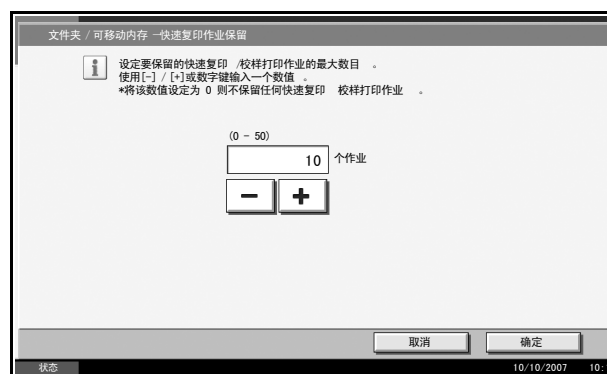 文件夹 / 可移动内存 -快速复印作业保留
设定要保留的快速复印 /校样打印作业的最大数目 。
使用[-] / [+]或数字键输入一个数值 。
*将该数值设定为 0 则不保留任何快速复印 校样打印作业 。
(0 - 50)
10 个作业
- +
取消 确定
状态 10/10/2007 10: